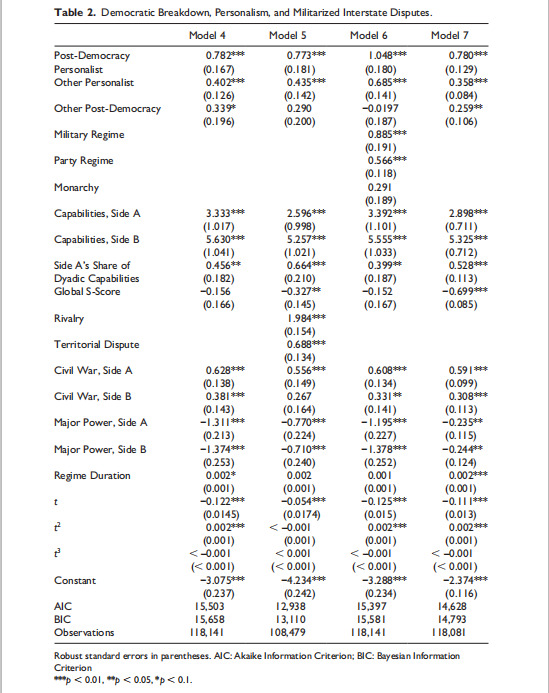 Table 2. Democratic Breakdown, Personalism, and Militarized Interstate Disputes.
Model 4 Model 5 Model 6 Model 7
Post-Democracy 0.782*** 0.773*** 1.048*** 0.780***
Personalist (0.167) (0.181) (0.180) (0.129)
Other Personalist 0.402*** 0.435*** 0.685*** 0.358***
(0.126) (0.142) (0.141) (0.084)
Other Post-Democracy 0.339* 0.290 −0.0197 0.259**
(0.196) (0.200) (0.187) (0.106)
Military Regime 0.885***
(0.191)
Party Regime 0.566***
(0.118)
Monarchy 0.291
(0.189)
Capabilities, Side A 3.333*** 2.596*** 3.392*** 2.898***
(1.017) (0.998) (1.101) (0.711)
Capabilities, Side B 5.630*** 5.257*** 5.555*** 5.325***
(1.041) (1.021) (1.033) (0.712)
Side A's Share of 0.456** 0.664*** 0.399** 0.528***
Dyadic Capabilities (0.182) (0.210) (0.187) (0.113)
Global S-Score −0.156 −0.327** −0.152 −0.699***
(0.166) (0.145) (0.167) (0.085)
Rivalry 1.984***
(0.154)
Territorial Dispute 0.688***
(0.134)
Civil War, Side A 0.628*** 0.556*** 0.608*** 0.591***
(0.138) (0.149) (0.134) (0.099)
Civil War, Side B 0.381*** 0.267 0.331** 0.308***
(0.143) (0.164) (0.141) (0.113)
Major Power, Side A −1.311*** −0.770*** −1.195*** −0.235**
(0.213) (0.224) (0.227) (0.115)
Major Power, Side B −1.374*** −0.710*** −1.378*** −0.244**
(0.253) (0.240) (0.252) (0.124)
Regime Duration 0.002* 0.002 0.001 0.002***
(0.001) (0.001) (0.001) (0.001)
t −0.122*** −0.054*** −0.125*** −0.111***
(0.0145) (0.0174) (0.015) (0.013)
t² 0.002*** <−0.001 0.002*** 0.002***
(0.001) (0.001) (0.001) (0.001)
t³ <−0.001 <0.001 <−0.001 <−0.001
(<0.001) (<0.001) (<0.001) (<0.001)
Constant −3.075*** −4.234*** −3.288*** −2.374***
(0.237) (0.242) (0.234) (0.116)
AIC 15,503 12,938 15,397 14,628
BIC 15,658 13,110 15,581 14,793
Observations 118,141 108,479 118,141 118,081
Robust standard errors in parentheses. AIC: Akaike Information Criterion; BIC: Bayesian Information
Criterion
***p < 0.01, **p < 0.05, *p < 0.1.